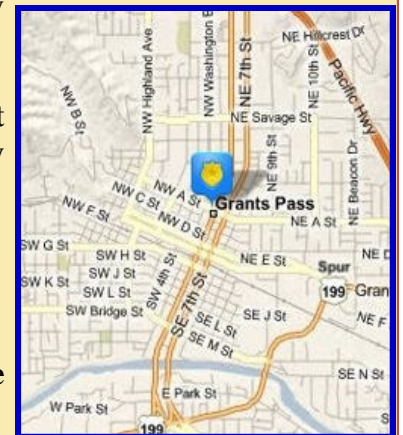 NE Hillcrest Dr
NW Highland Ave
NW Washington B
NE 7th St
NE 10th St
Pacific Hwy
NW B St
NE Savage St
NE 9th St
NE Beacon Dr
NW A St
NW C St
Grants Pass
NW F St
NW D St
NE A St
SW G St
SW H St
NE E St
NE D
Spur
SW J St
SW K St
SW 4th St
SE 7th St
199
Gran
SW L St
SW Bridge St
SE L St
SE J St
NE F
SE M St
SE N St
E Park St
W Park St
199
S